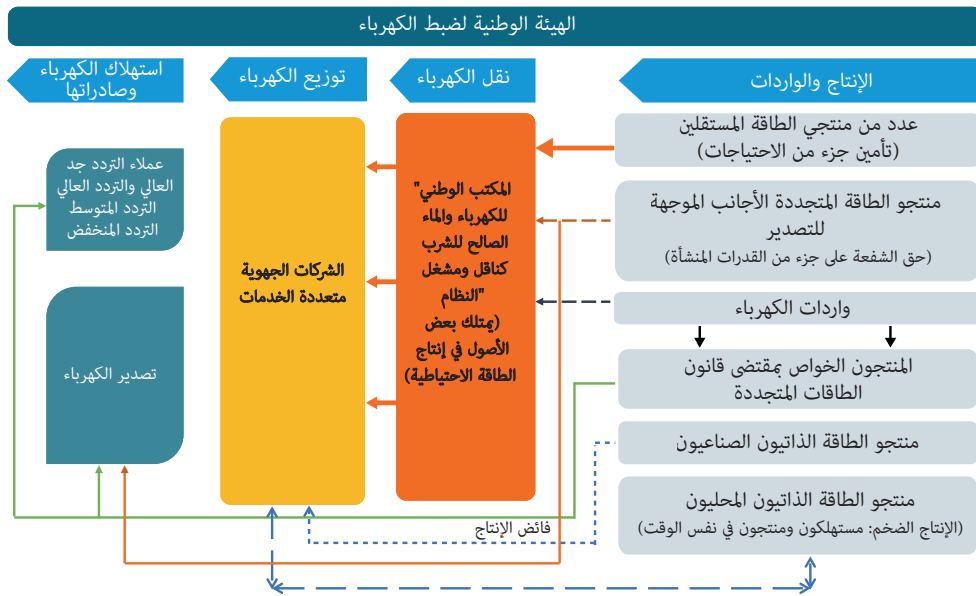 الهيئة الوطنية لضبط الكهرباء
الإنتاج والواردات
نقل الكهرباء
توزيع الكهرباء
استهلاك الكهرباء
وصادراتها
عدد من منتجي الطاقة المستقلين
(تأمين جزء من الاحتياجات)
منتجو الطاقة المتجددة الأجانب الموجهة
للتصدير
(حق الشفعة على جزء من القدرات المنشأة)
واردات الكهرباء
المنتجون الخواص بمقتضى قانون
الطاقات المتجددة
منتجو الطاقة الذاتيون الصناعيون
منتجو الطاقة الذاتيون المحليون
(الإنتاج الضخم: مستهلكون ومنتجون في نفس الوقت)
المكتب الوطني"
للكهرباء والماء
الصالح للشرب
كناقل ومشغل
"النظام
(يمتلك بعض
الأصول في إنتاج
الطاقة الاحتياطية)
الشركات الجهوية
متعددة الخدمات
عملاء التردد جد
العالي والتردد العالي
التردد المتوسط
التردد المنخفض
تصدير الكهرباء
فائض الإنتاج